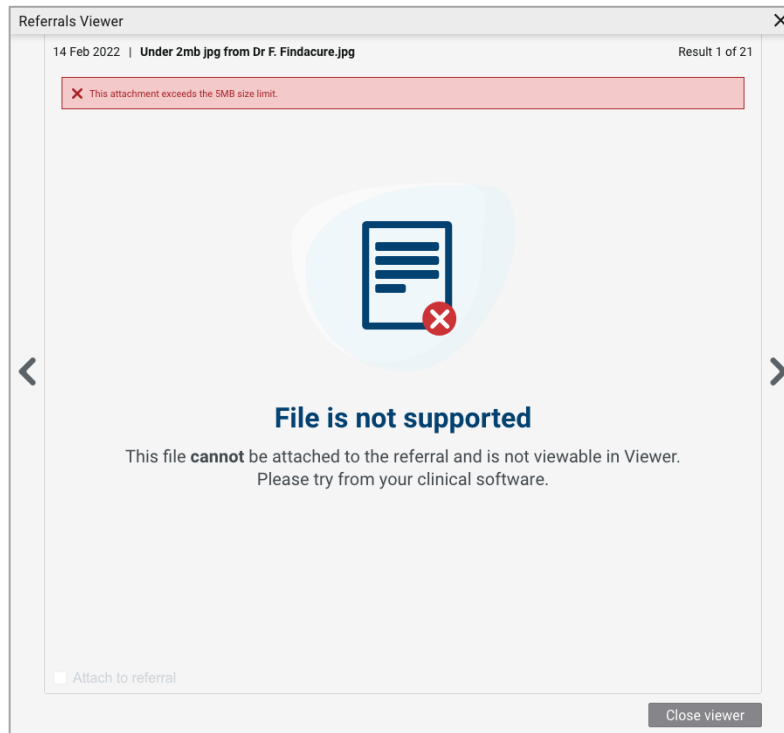 Referrals Viewer
14 Feb 2022 | Under 2mb jpg from Dr F. Findacure.jpg Result 1 of 21
This attachment exceeds the 5MB size limit.
File is not supported
This file cannot be attached to the referral and is not viewable in Viewer.
Please try from your clinical software.
Attach to referral
Close viewer